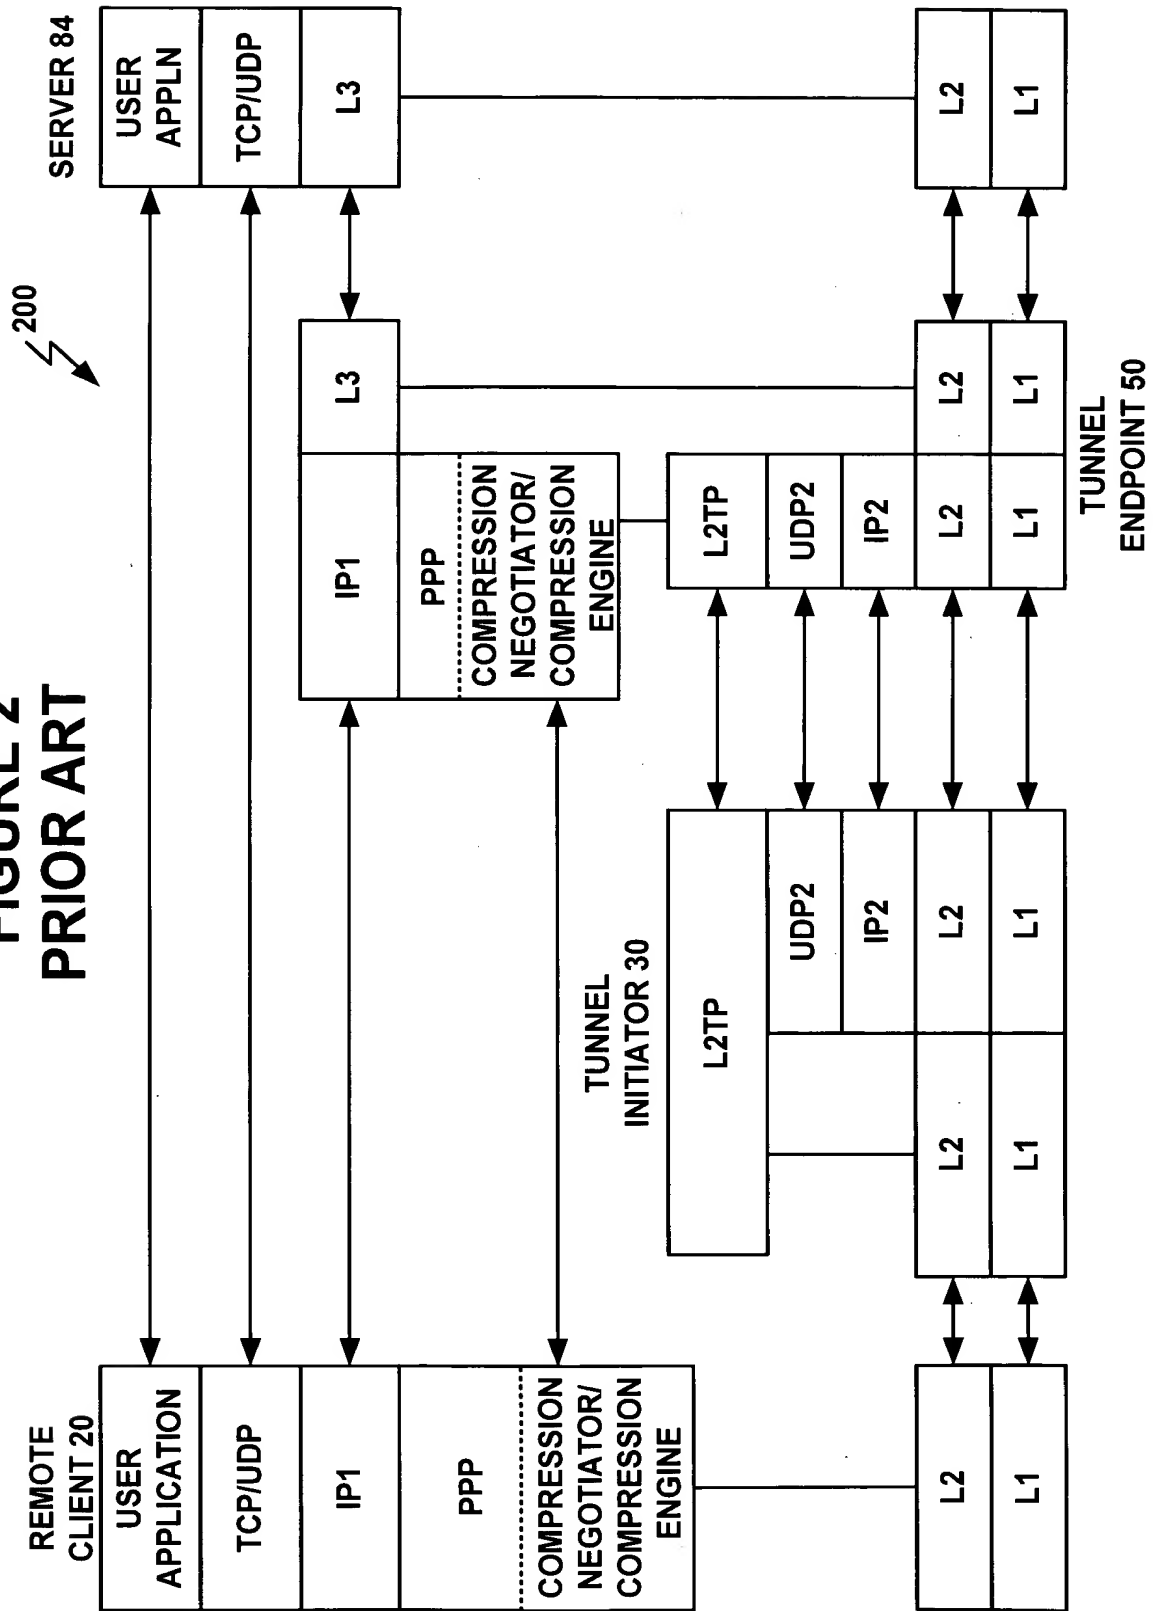 FIGURE 2
PRIOR ART
200
REMOTE
CLIENT 20
USER
APPLICATION
TCP/UDP
IP1
PPP
COMPRESSION
NEGOTIATOR/
COMPRESSION
ENGINE
L2
L1
TUNNEL
INITIATOR 30
L2TP
UDP2
IP2
L2
L2
L1
L1
IP1
L3
PPP
COMPRESSION
NEGOTIATOR/
COMPRESSION
ENGINE
L2TP
UDP2
IP2
L2
L2
L1
L1
TUNNEL
ENDPOINT 50
SERVER 84
USER
APPLN
TCP/UDP
L3
L2
L1